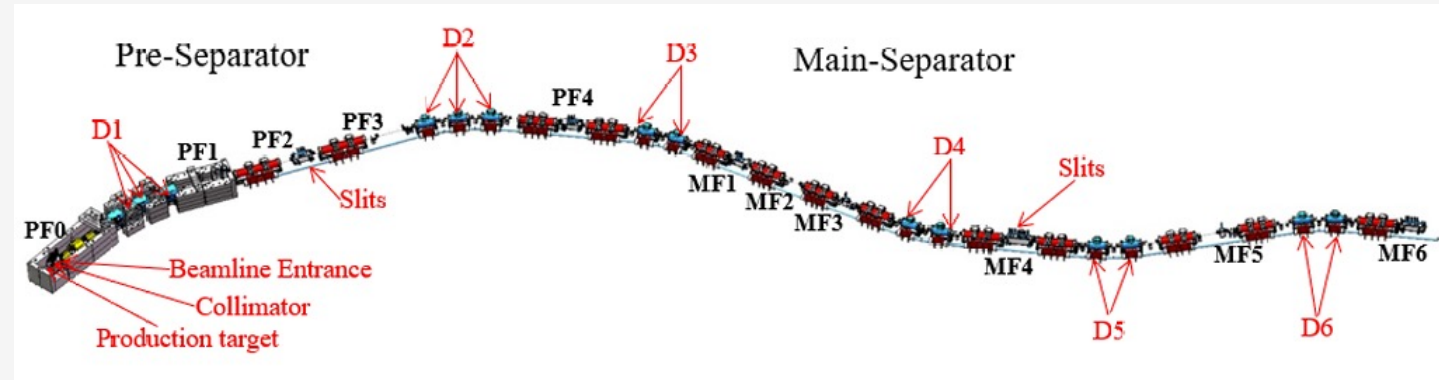 Pre-Separator
Main-Separator
D1
D2
D3
D4
D5
D6
PF0
PF1
PF2
PF3
PF4
MF1
MF2
MF3
MF4
MF5
MF6
Slits
Slits
Beamline Entrance
Collimator
Production target